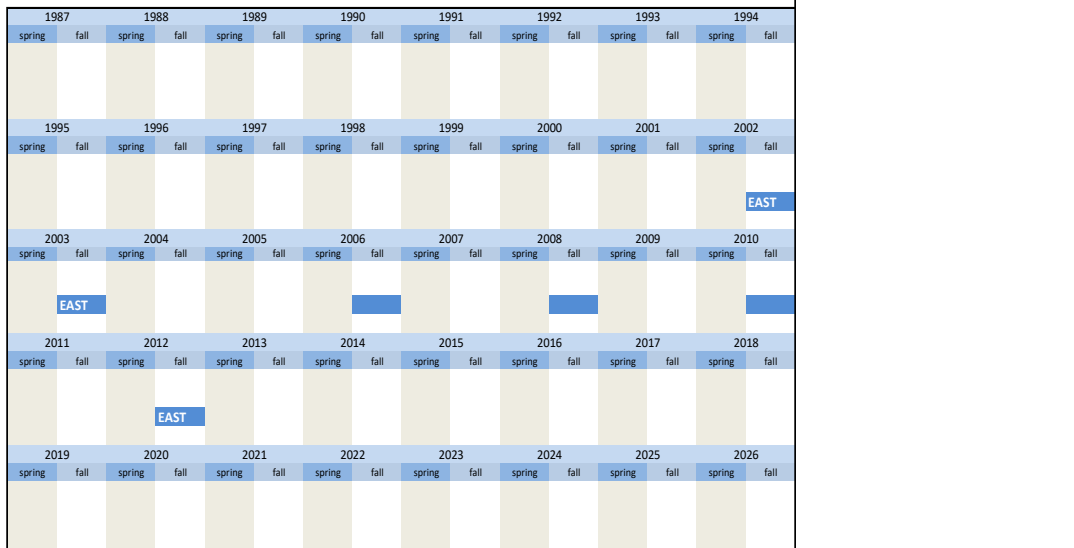 1987 1988 1989 1990 1991 1992 1993 1994
spring fall spring fall spring fall spring fall spring fall spring fall spring fall spring fall
1995 1996 1997 1998 1999 2000 2001 2002
spring fall spring fall spring fall spring fall spring fall spring fall spring fall spring fall
EAST
2003 2004 2005 2006 2007 2008 2009 2010
spring fall spring fall spring fall spring fall spring fall spring fall spring fall spring fall
EAST
2011 2012 2013 2014 2015 2016 2017 2018
spring fall spring fall spring fall spring fall spring fall spring fall spring fall spring fall
EAST
2019 2020 2021 2022 2023 2024 2025 2026
spring fall spring fall spring fall spring fall spring fall spring fall spring fall spring fall